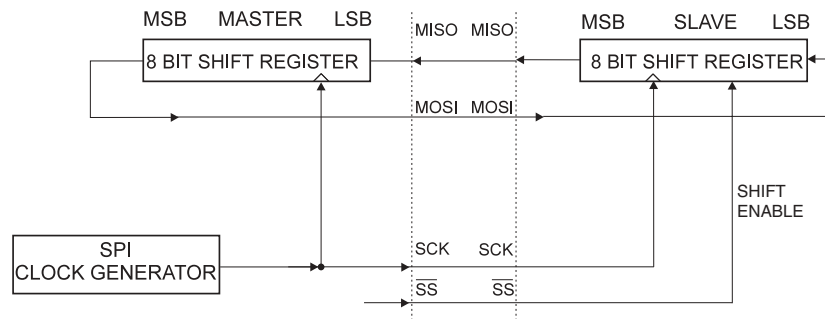 MSB MASTER LSB
MISO MISO
MSB SLAVE LSB
8 BIT SHIFT REGISTER
8 BIT SHIFT REGISTER
MOSI MOSI
SHIFT
ENABLE
SPI
CLOCK GENERATOR
SCK SCK
SS SS